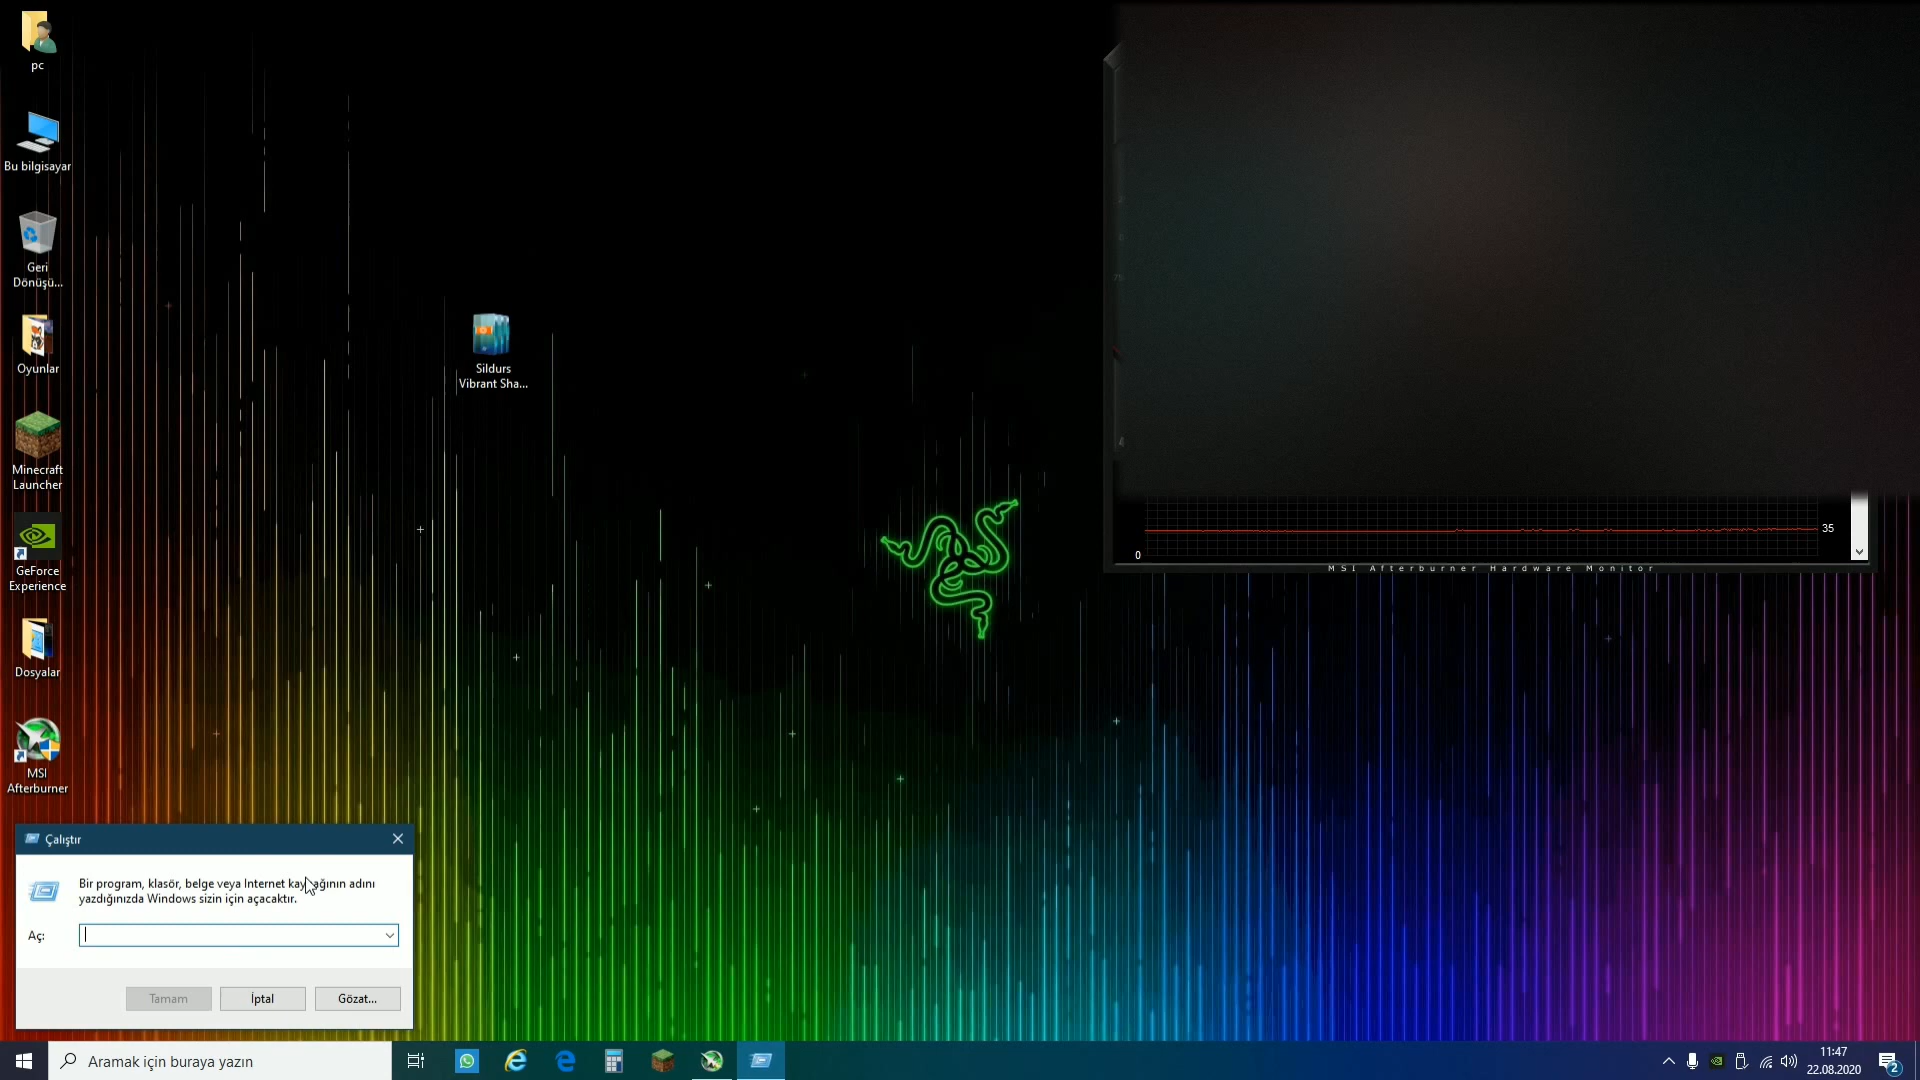 pc
Bu bilgisayar
Geri
Dönüşü...
Oyunlar
Minecraft
Launcher
GeForce
Experience
Dosyalar
MSI
Afterburner
Sildurs
Vibrant Sha...
35
0
MSI Afterburner Hardware Monitor
Çalıştır
Bir program, klasör, belge veya Internet kaynağının adını
yazdığınızda Windows sizin için açacaktır.
Aç:
Tamam
İptal
Gözat...
Aramak için buraya yazın
11:47
22.08.2020
2